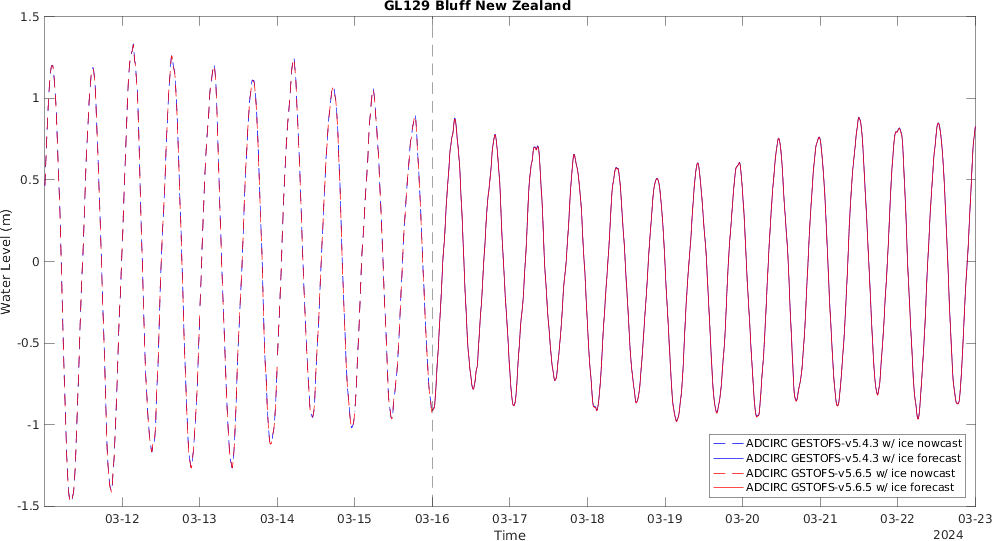 GL129 Bluff New Zealand
1.5
1
0.5
0
-0.5
-1
-1.5
Water Level (m)
ADCIRC GESTOFS-v5.4.3 w/ ice nowcast
ADCIRC GESTOFS-v5.4.3 w/ ice forecast
ADCIRC GSTOFS-v5.6.5 w/ ice nowcast
ADCIRC GSTOFS-v5.6.5 w/ ice forecast
03-12 03-13 03-14 03-15 03-16 03-17 03-18 03-19 03-20 03-21 03-22 03-23
Time
2024